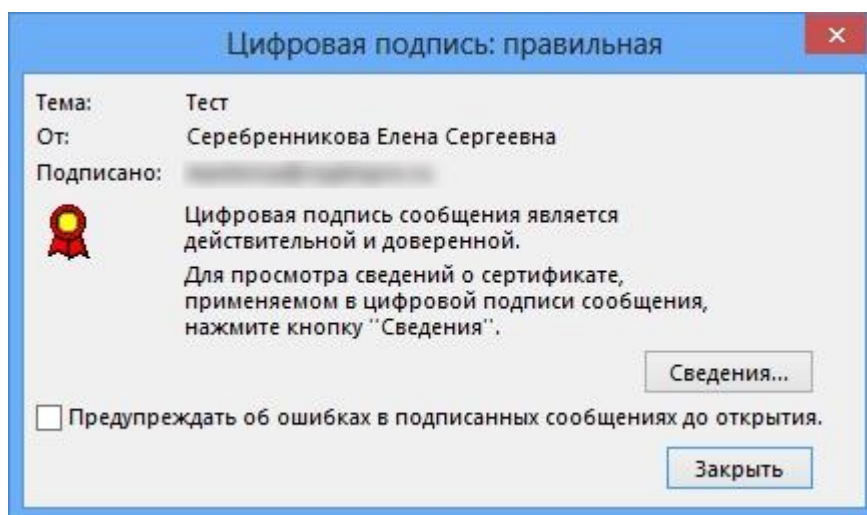 Цифровая подпись: правильная
Тема: Тест
От: Серебренникова Елена Сергеевна
Подписано:
Цифровая подпись сообщения является
действительной и доверенной.
Для просмотра сведений о сертификате,
применяемом в цифровой подписи сообщения,
нажмите кнопку "Сведения".
Сведения...
Предупреждать об ошибках в подписанных сообщениях до открытия.
Закрыть